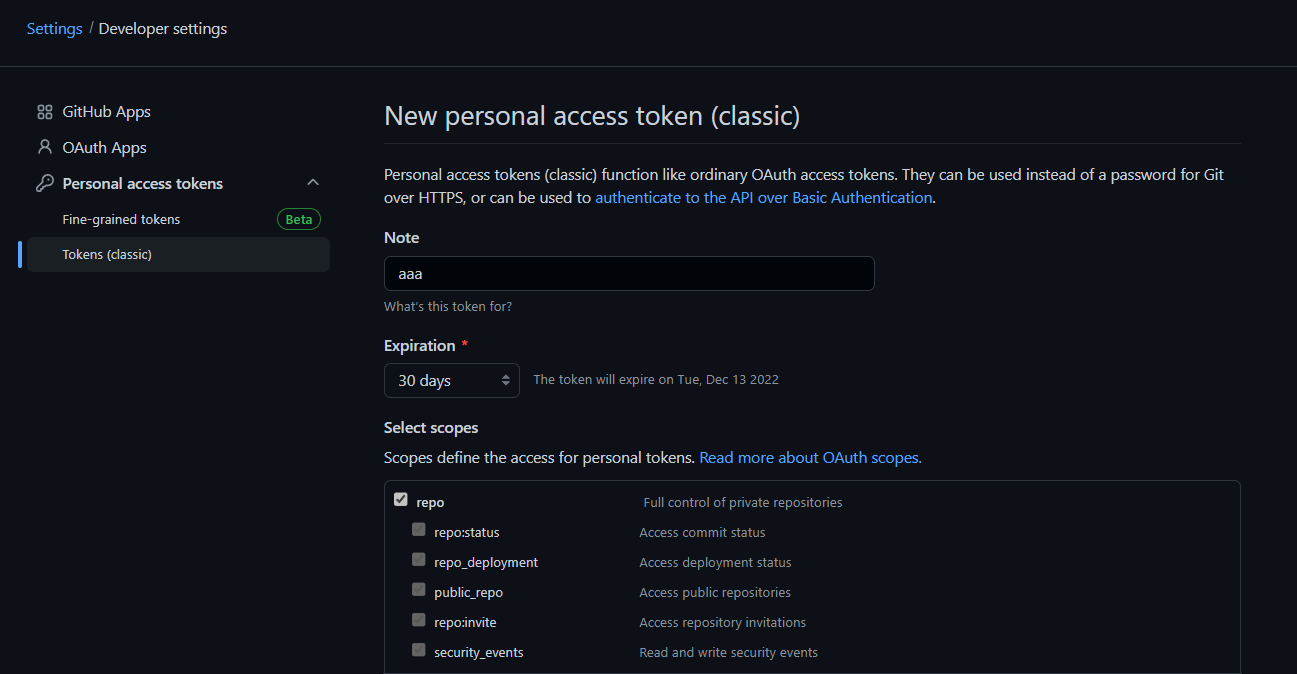 Settings / Developer settings
GitHub Apps
OAuth Apps
Personal access tokens
Fine-grained tokens Beta
Tokens (classic)
New personal access token (classic)
Personal access tokens (classic) function like ordinary OAuth access tokens. They can be used instead of a password for Git
over HTTPS, or can be used to authenticate to the API over Basic Authentication.
Note
aaa
What's this token for?
Expiration *
30 days The token will expire on Tue, Dec 13 2022
Select scopes
Scopes define the access for personal tokens. Read more about OAuth scopes.
repo Full control of private repositories
repo:status Access commit status
repo_deployment Access deployment status
public_repo Access public repositories
repo:invite Access repository invitations
security_events Read and write security events